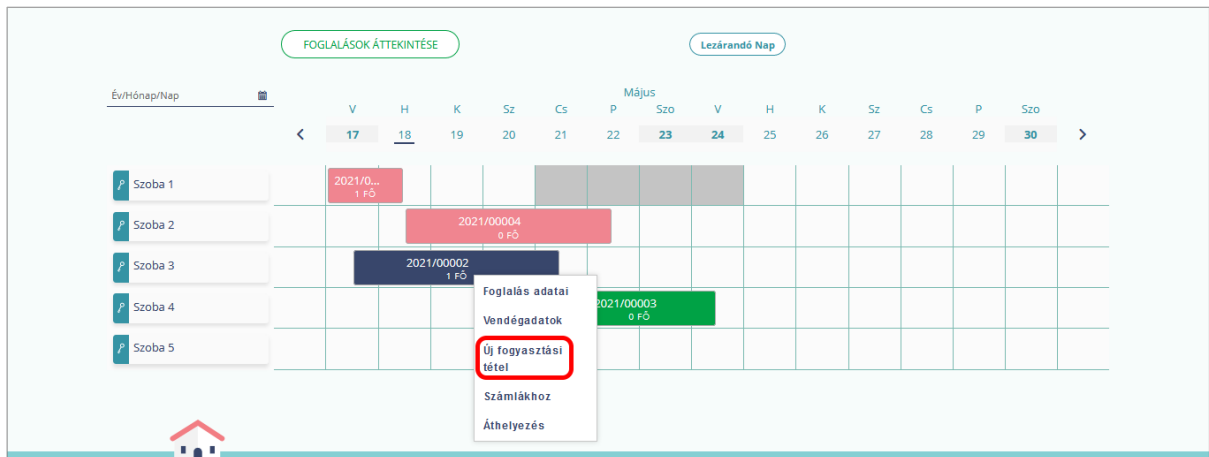 FOGLALÁSOK ÁTTEKINTÉSE
Lezárandó Nap
Év/Hónap/Nap
Május
V H K Sz Cs P Szo V H K Sz Cs P Szo
17 18 19 20 21 22 23 24 25 26 27 28 29 30
Szoba 1
2021/0...
1 FŐ
Szoba 2
2021/00004
0 FŐ
Szoba 3
2021/00002
1 FŐ
Szoba 4
2021/00003
0 FŐ
Szoba 5
Foglalás adatai
Vendégadatok
Új fogyasztási
tétel
Számlákhoz
Áthelyezés